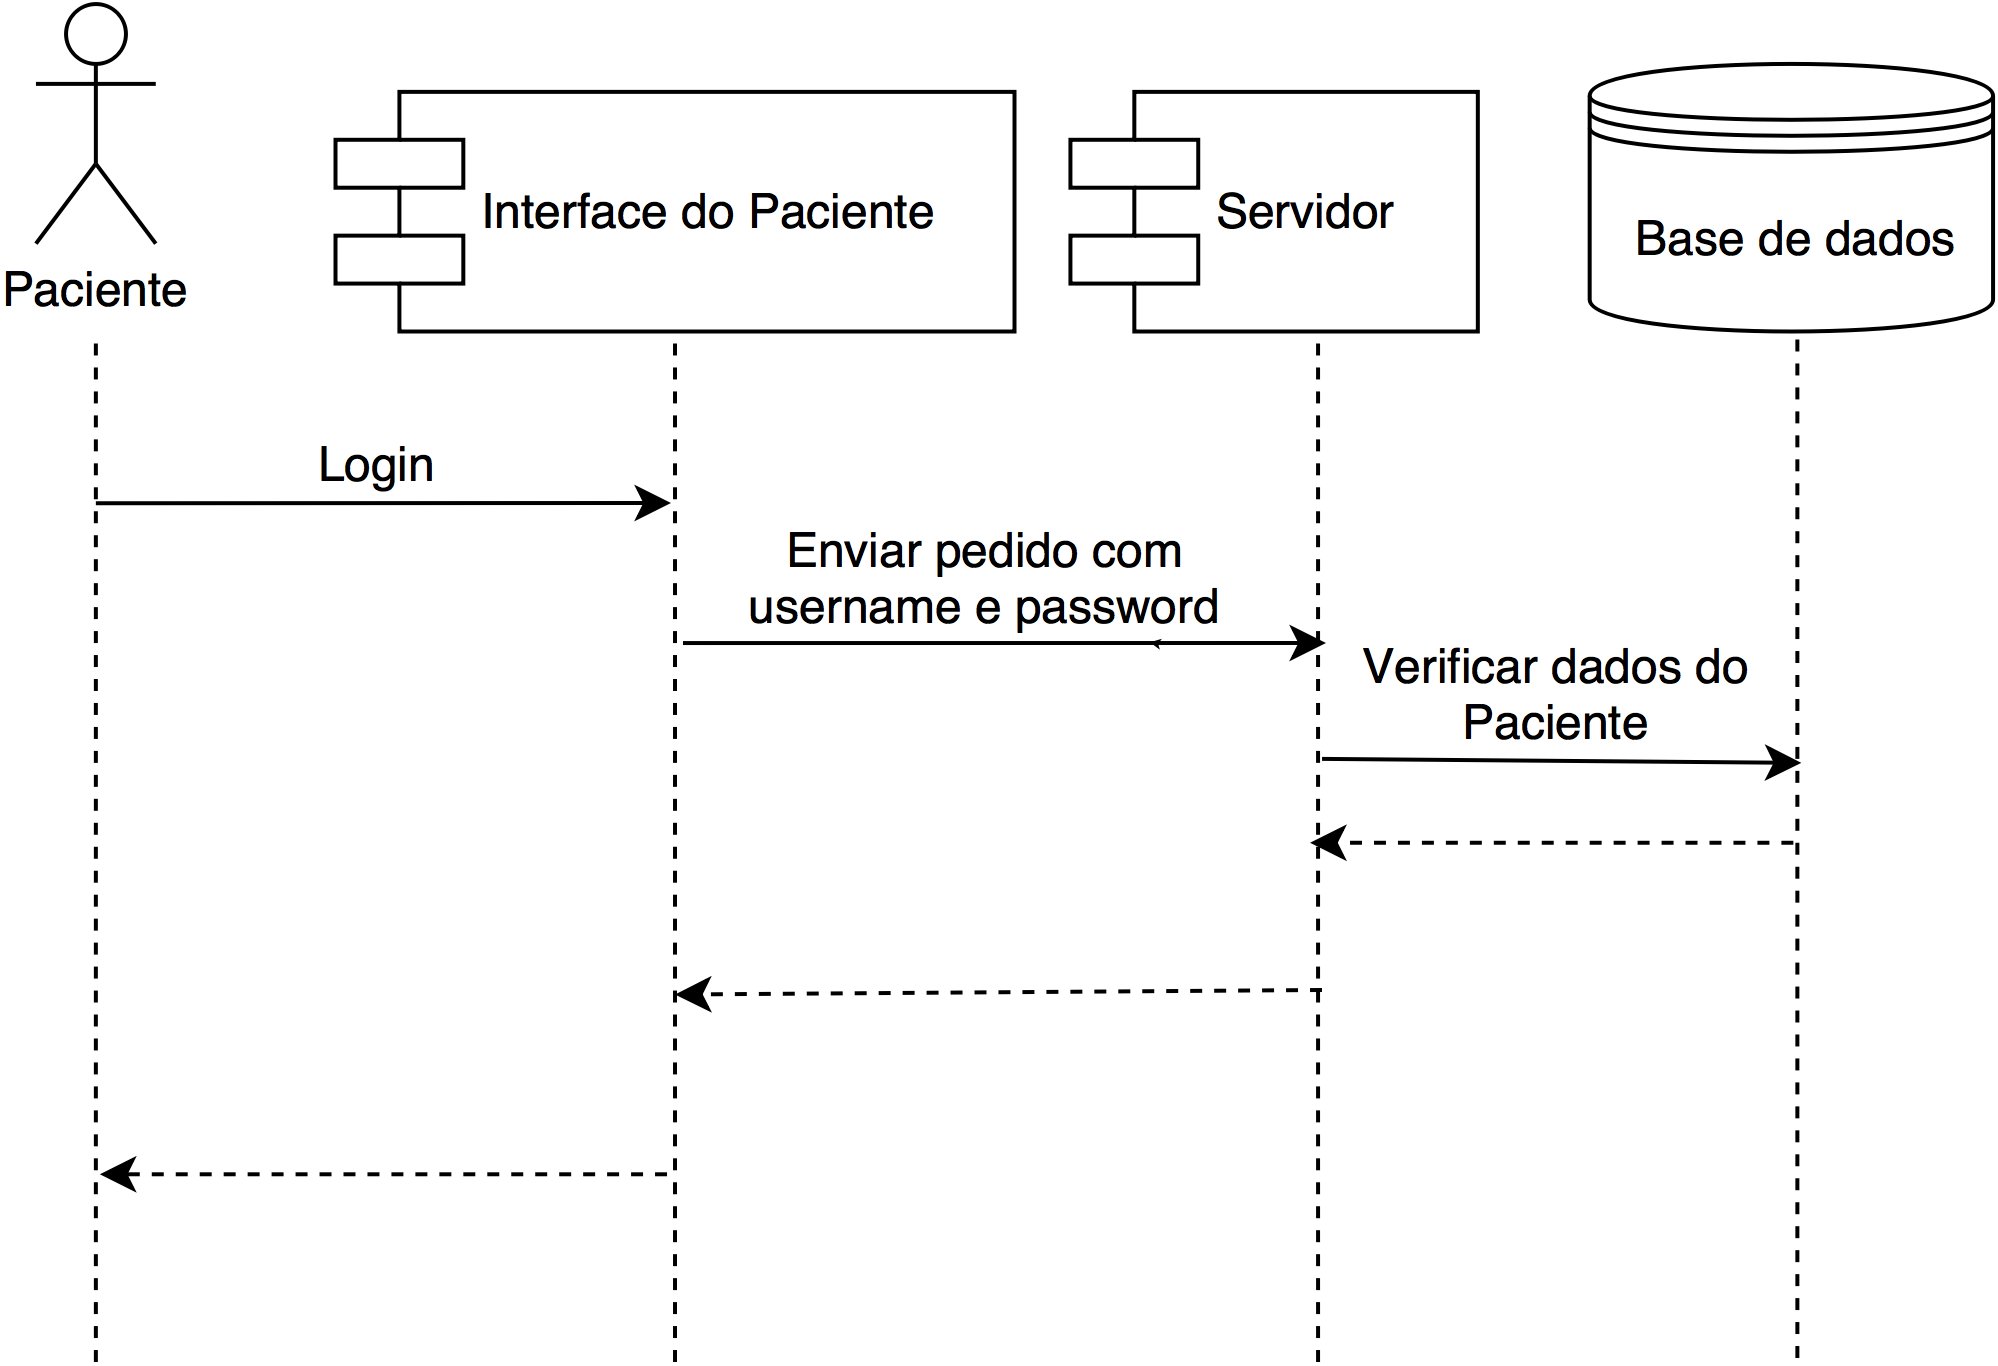 Paciente
Interface do Paciente
Servidor
Base de dados
Login
Enviar pedido com
username e password
Verificar dados do
Paciente